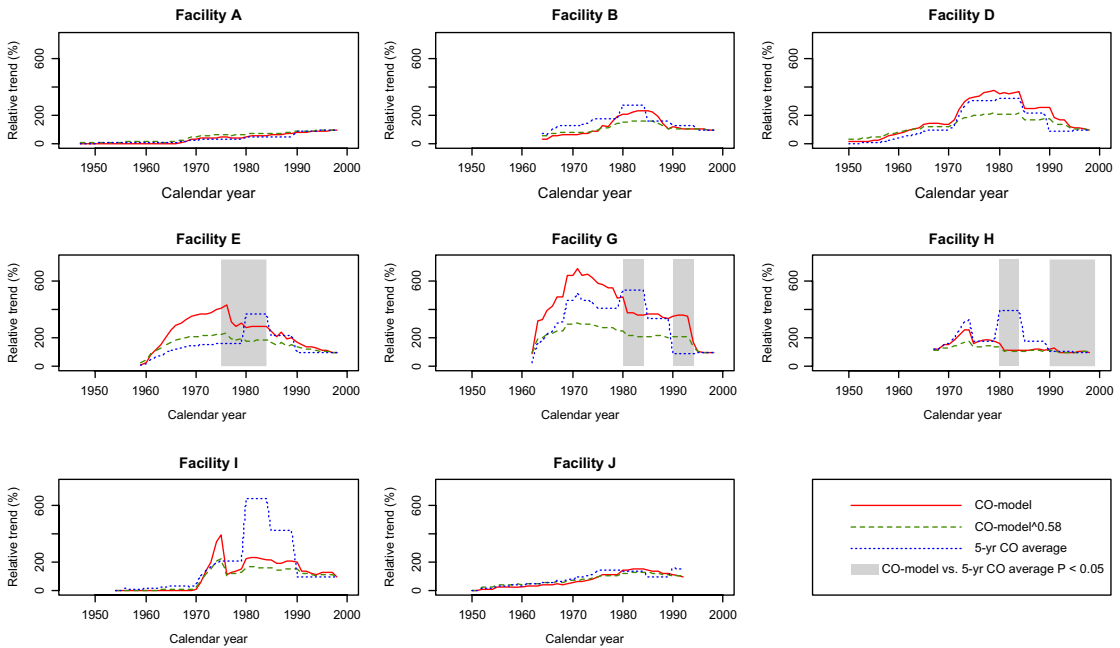 Facility A
Relative trend (%)
0 200 600
1950 1960 1970 1980 1990 2000
Calendar year
Facility B
Relative trend (%)
0 200 600
1950 1960 1970 1980 1990 2000
Calendar year
Facility D
Relative trend (%)
0 200 600
1950 1960 1970 1980 1990 2000
Calendar year
Facility E
Relative trend (%)
0 200 600
1950 1960 1970 1980 1990 2000
Calendar year
Facility G
Relative trend (%)
0 200 600
1950 1960 1970 1980 1990 2000
Calendar year
Facility H
Relative trend (%)
0 200 600
1950 1960 1970 1980 1990 2000
Calendar year
Facility I
Relative trend (%)
0 200 600
1950 1960 1970 1980 1990 2000
Calendar year
Facility J
Relative trend (%)
0 200 600
1950 1960 1970 1980 1990 2000
Calendar year
CO-model
CO-model^0.58
5-yr CO average
CO-model vs. 5-yr CO average P < 0.05